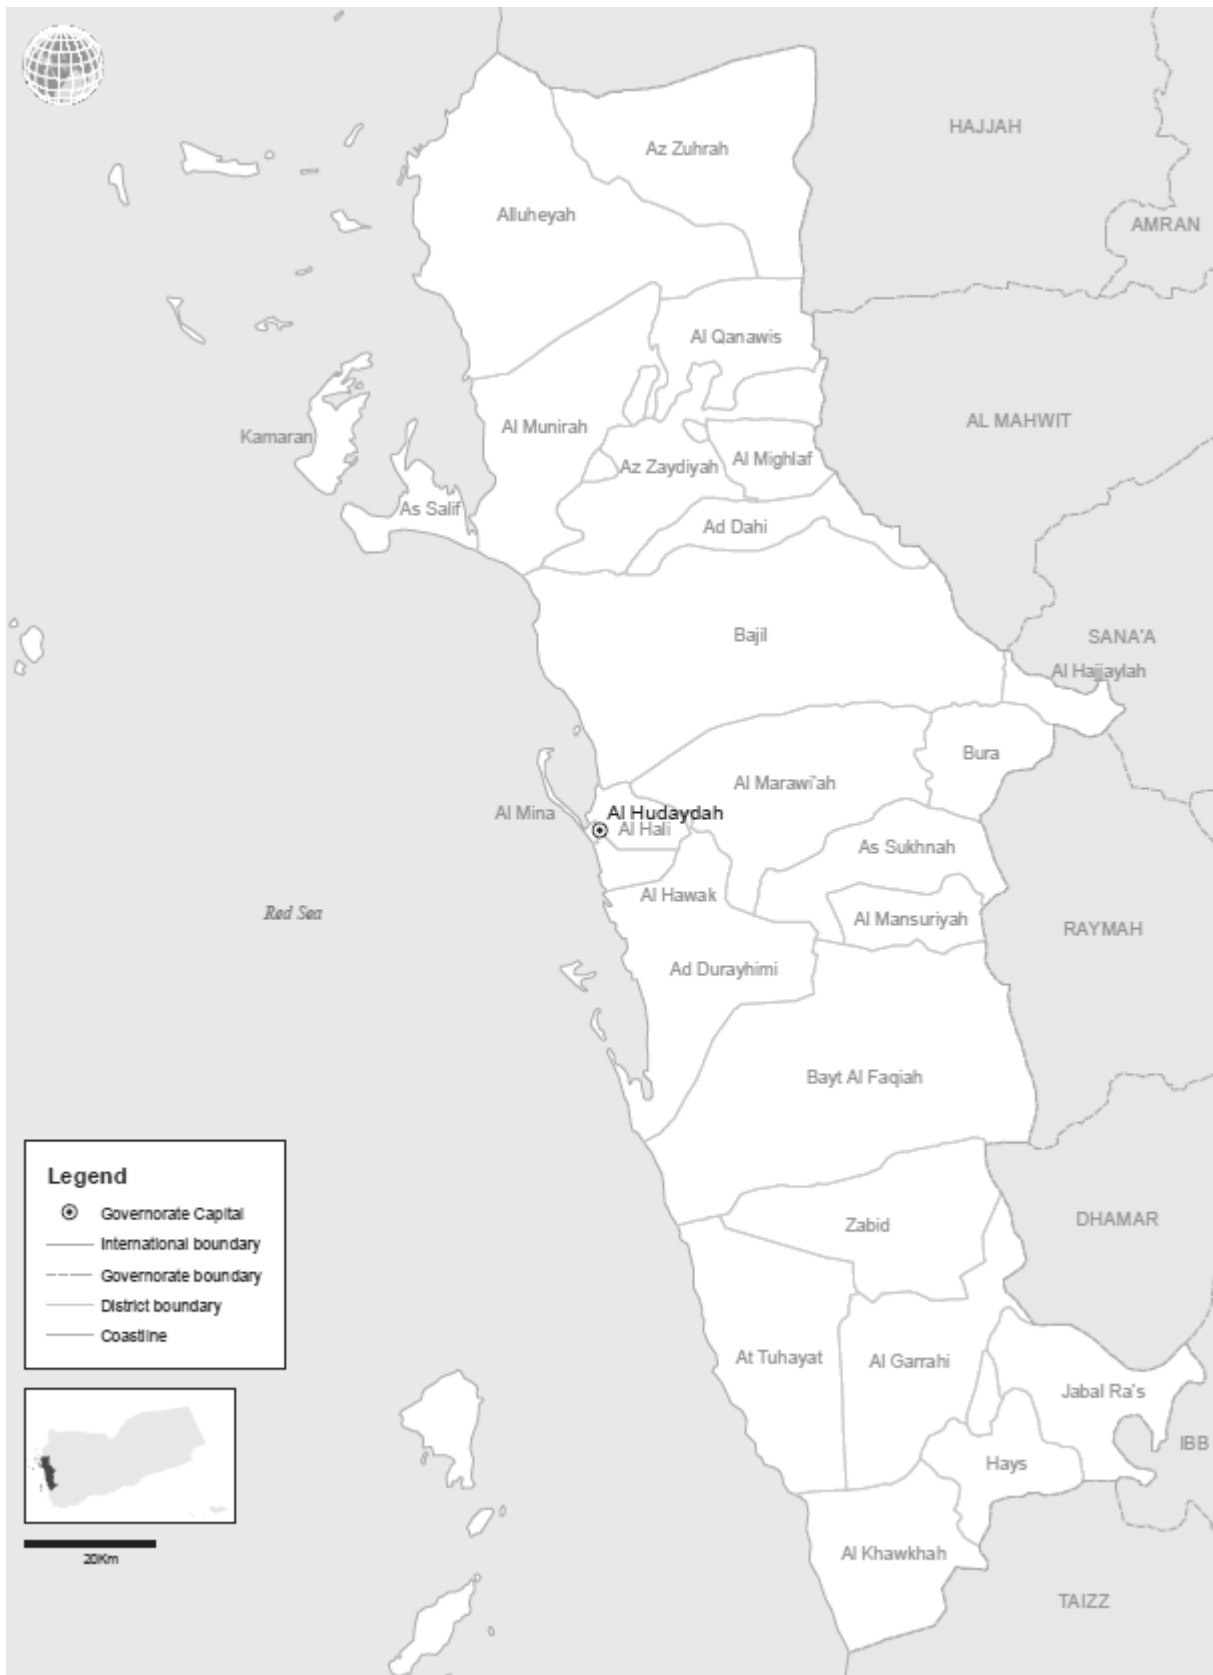 HAJJAH
Az Zuhrah
Alluheyah
AMRAN
Al Qanawis
AL MAHWIT
Al Munirah
Kamaran
Az Zaydiyah
Al Mighlaf
As Salif
Ad Dahi
Bajil
SANA'A
Al Hajjaylah
Bura
Al Marawi'ah
Al Mina
Al Hudaydah
Al Hali
As Sukhnah
Al Hawak
Red Sea
Al Mansuriyah
RAYMAH
Ad Durayhimi
Bayt Al Faqiah
Legend
Governorate Capital
International boundary
Governorate boundary
District boundary
Coastline
Zabid
DHAMAR
At Tuhayat
Al Garrahi
Jabal Ra's
IBB
Hays
20Km
Al Khawkhah
TAIZZ